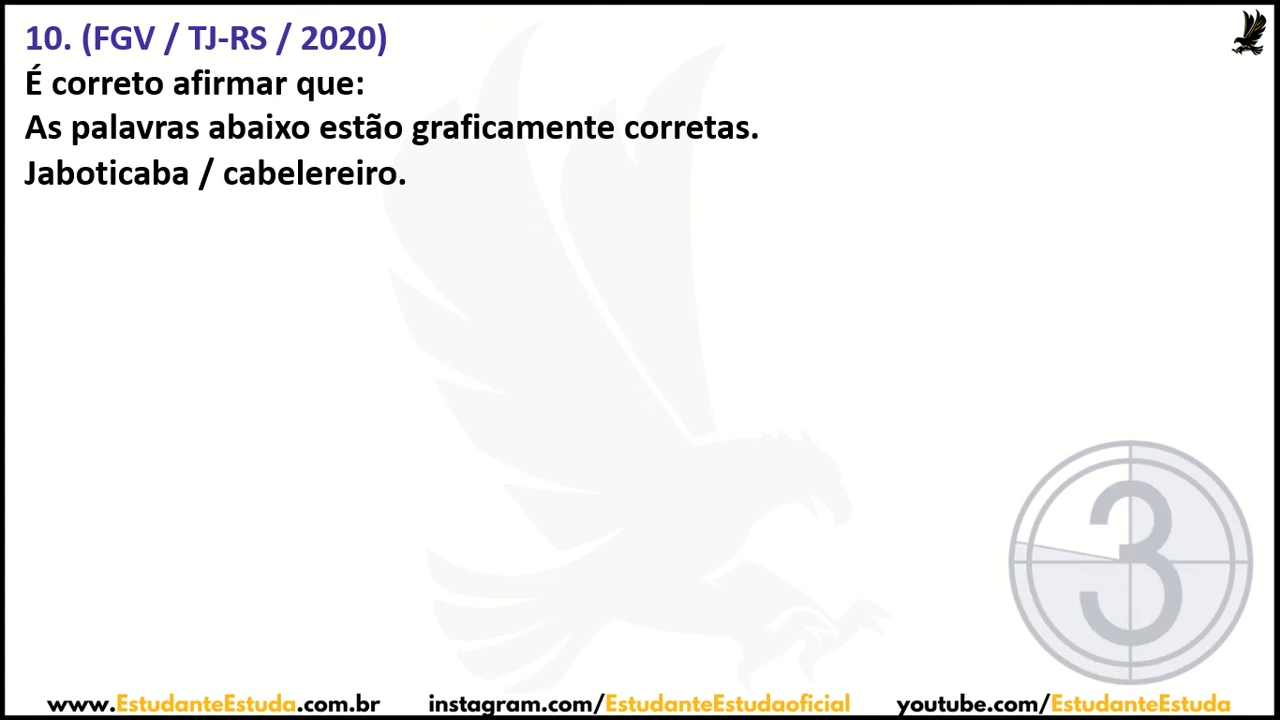 10. (FGV / TJ-RS / 2020)
É correto afirmar que:
As palavras abaixo estão graficamente corretas.
Jaboticaba / cabelereiro.
3
www.EstudanteEstuda.com.br instagram.com/EstudanteEstudaoficial youtube.com/EstudanteEstuda